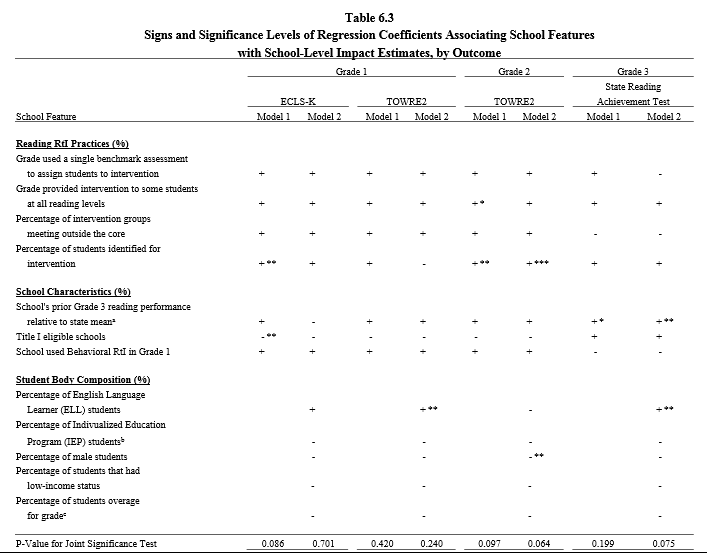 Table 6.3
Signs and Significance Levels of Regression Coefficients Associating School Features
with School-Level Impact Estimates, by Outcome
Grade 1 Grade 2 Grade 3
State Reading
ECLS-K TOWRE2 TOWRE2 Achievement Test
School Feature Model 1 Model 2 Model 1 Model 2 Model 1 Model 2 Model 1 Model 2
Reading RtI Practices (%)
Grade used a single benchmark assessment
to assign students to intervention + + + + + + + -
Grade provided intervention to some students
at all reading levels + + + + +* + + +
Percentage of intervention groups
meeting outside the core + + + + + + - -
Percentage of students identified for
intervention +** + + - +** +*** + +
School Characteristics (%)
School's prior Grade 3 reading performance
relative to state meanᵃ + - + + + + +* +**
Title I eligible schools -** - - - - - + +
School used Behavioral RtI in Grade 1 + + + + + + - -
Student Body Composition (%)
Percentage of English Language
Learner (ELL) students + +** - +**
Percentage of Indivualized Education
Program (IEP) studentsᵇ - - - -
Percentage of male students - - -** -
Percentage of students that had
low-income status - - - -
Percentage of students overage
for gradeᶜ - - - -
P-Value for Joint Significance Test 0.086 0.701 0.420 0.240 0.097 0.064 0.199 0.075